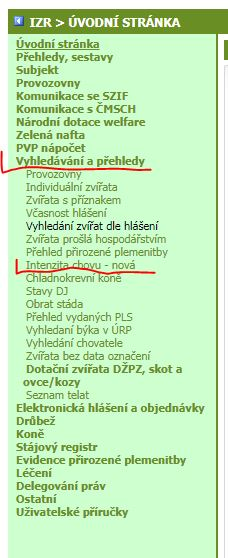 IZR > ÚVODNÍ STRÁNKA
Úvodní stránka
Přehledy, sestavy
Subjekt
Provozovny
Komunikace se SZIF
Komunikace s ČMSCH
Národní dotace welfare
Zelená nafta
PVP nápočet
Vyhledávání a přehledy
Provozovny
Individuální zvířata
Zvířata s příznakem
Včasnost hlášení
Vyhledání zvířat dle hlášení
Zvířata prošlá hospodářstvím
Přehled přirozené plemenitby
Intenzita chovu - nová
Chladnokrevní koně
Stavy DJ
Obrat stáda
Přehled vydaných PLS
Vyhledaní býka v ÚRP
Vyhledání chovatele
Zvířata bez data označení
Dotační zvířata DŽPZ, skot a
ovce/kozy
Seznam telat
Elektronická hlášení a objednávky
Drůbež
Koně
Stájový registr
Evidence přirozené plemenitby
Léčení
Delegování práv
Ostatní
Uživatelské příručky